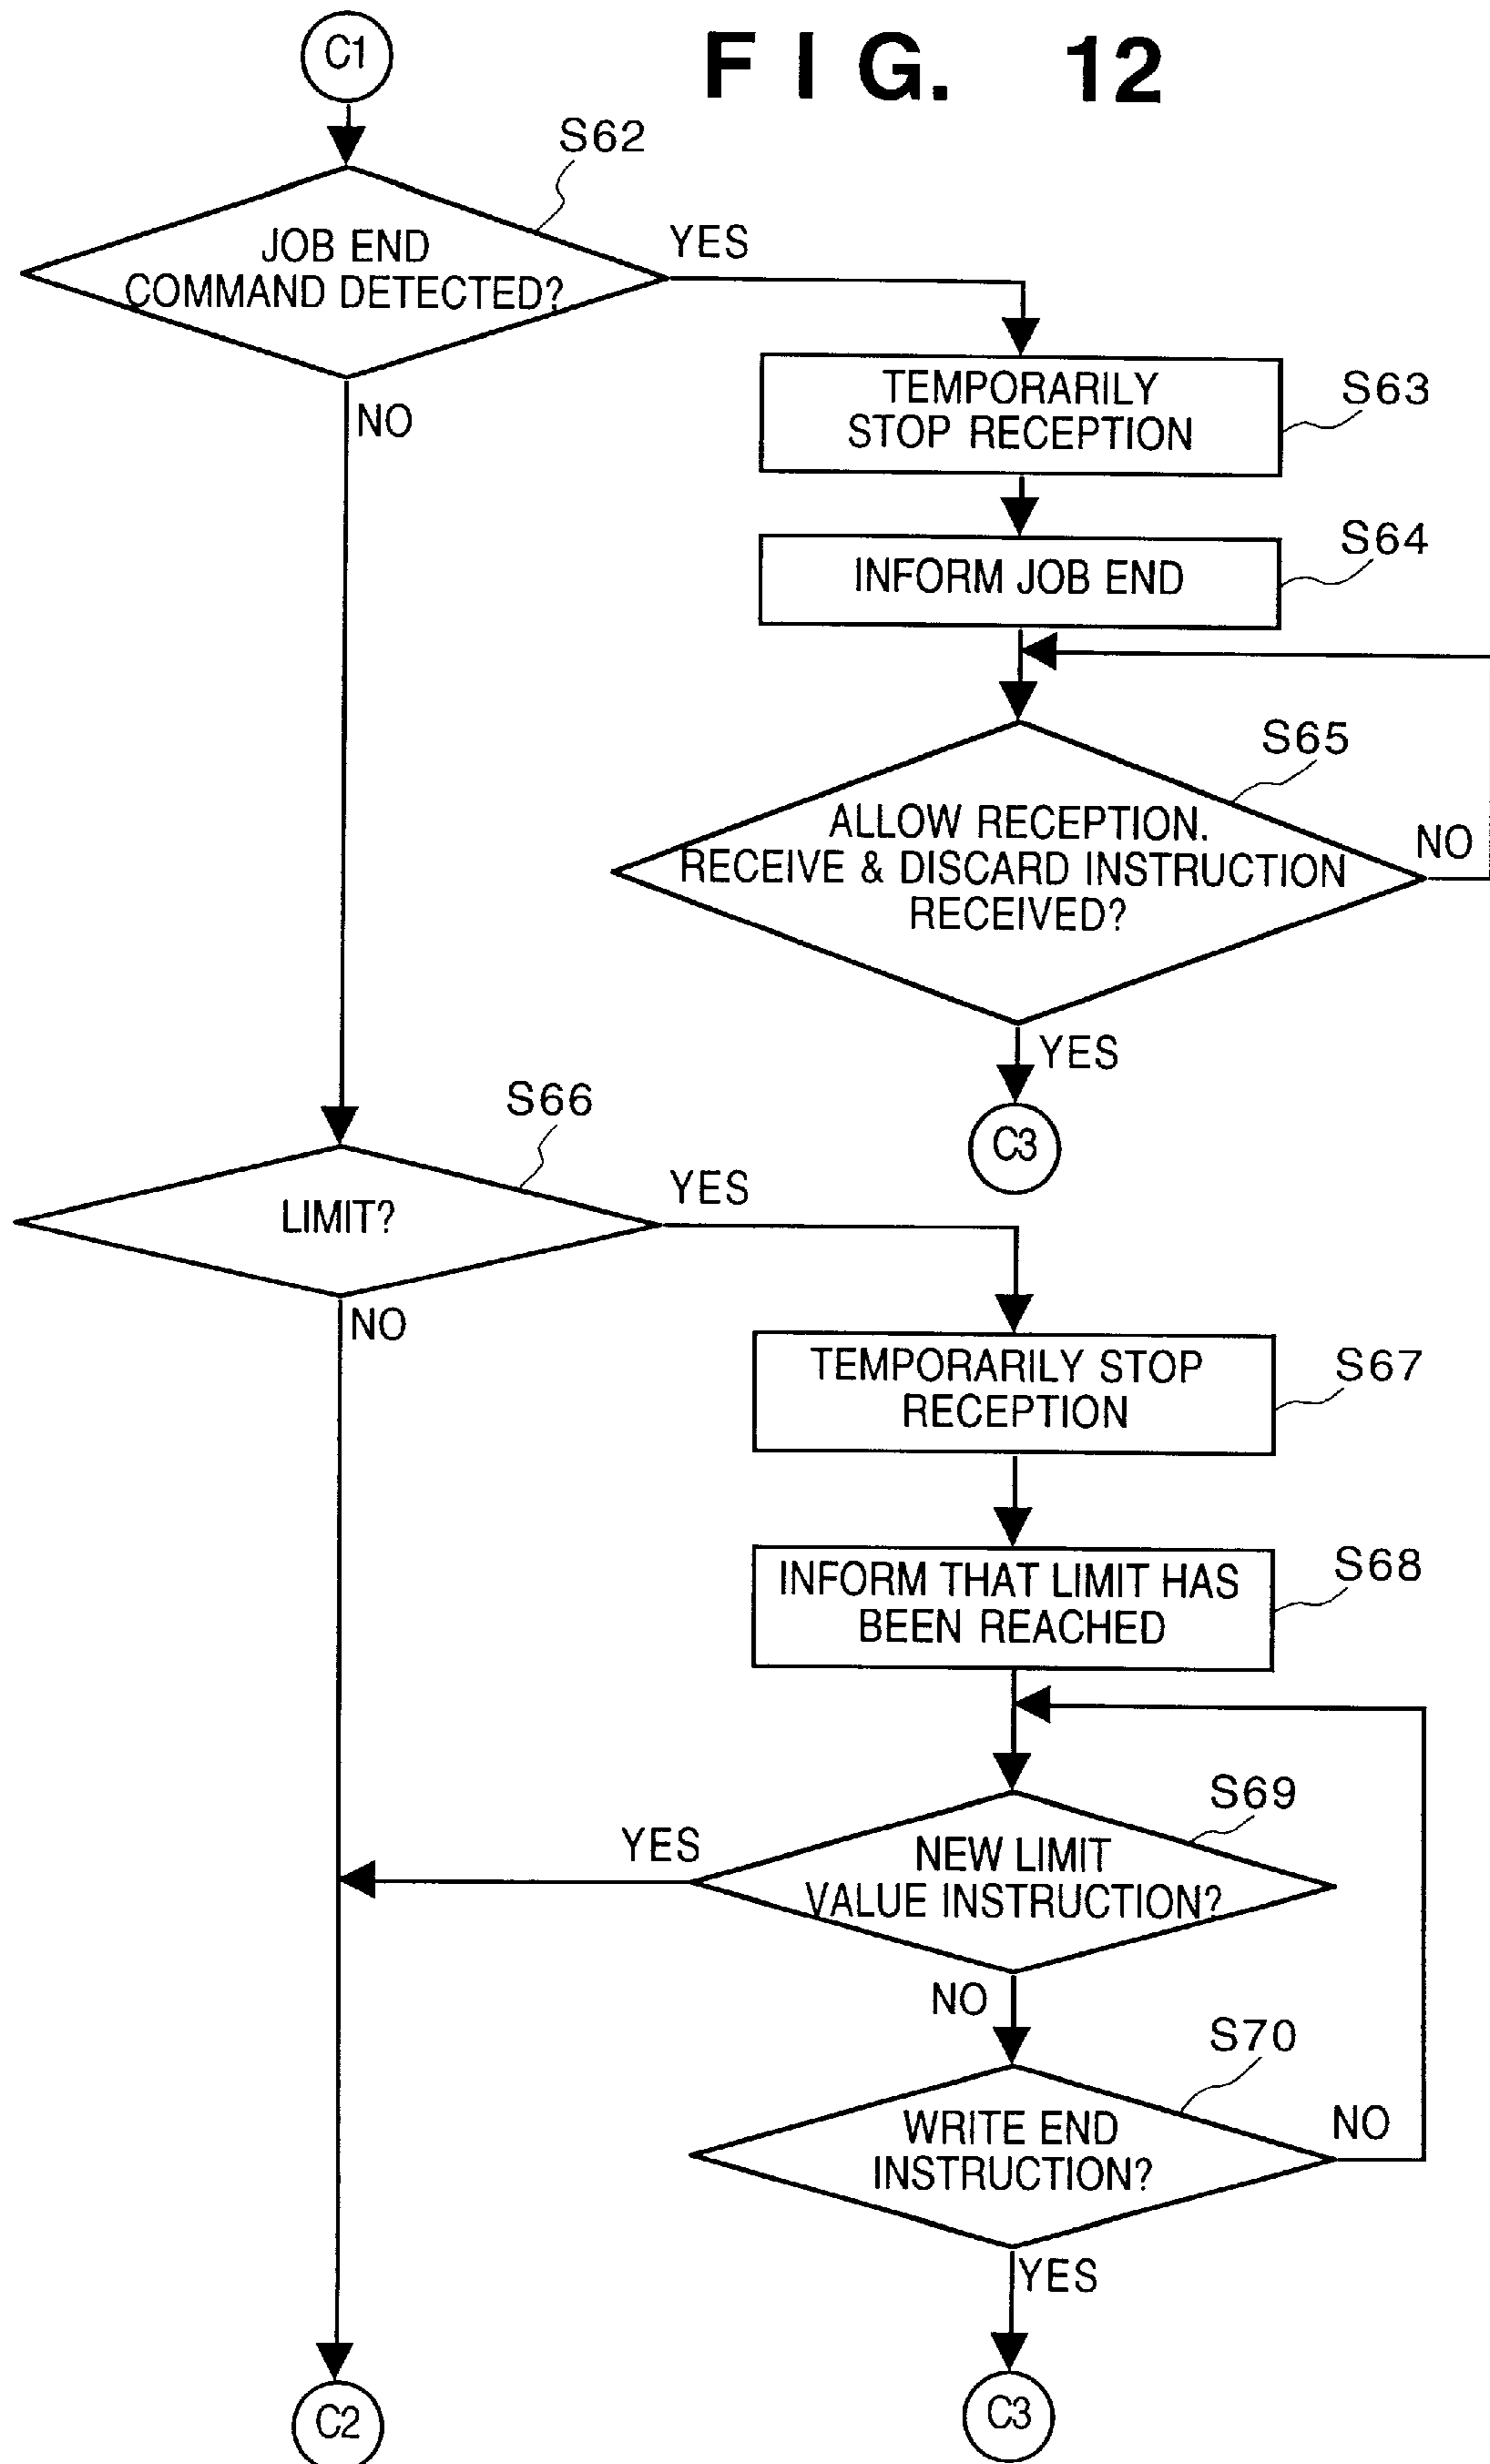 FIG. 12
C1
S62
JOB END
COMMAND DETECTED?
YES
NO
TEMPORARILY
STOP RECEPTION
S63
INFORM JOB END
S64
S65
ALLOW RECEPTION.
RECEIVE & DISCARD INSTRUCTION
RECEIVED?
NO
YES
C3
S66
LIMIT?
YES
NO
TEMPORARILY STOP
RECEPTION
S67
INFORM THAT LIMIT HAS
BEEN REACHED
S68
S69
NEW LIMIT
VALUE INSTRUCTION?
YES
NO
S70
WRITE END
INSTRUCTION?
NO
YES
C2
C3